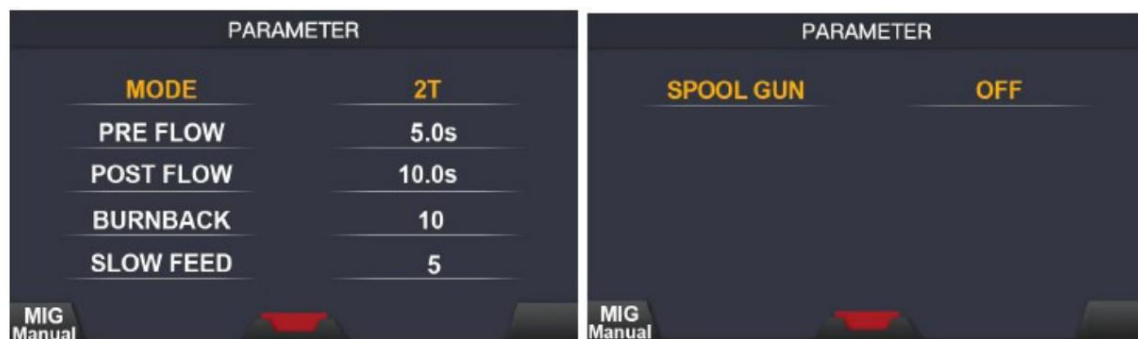 PARAMETER
MODE 2T
PRE FLOW 5.0s
POST FLOW 10.0s
BURNBACK 10
SLOW FEED 5
MIG
Manual
PARAMETER
SPOOL GUN OFF
MIG
Manual